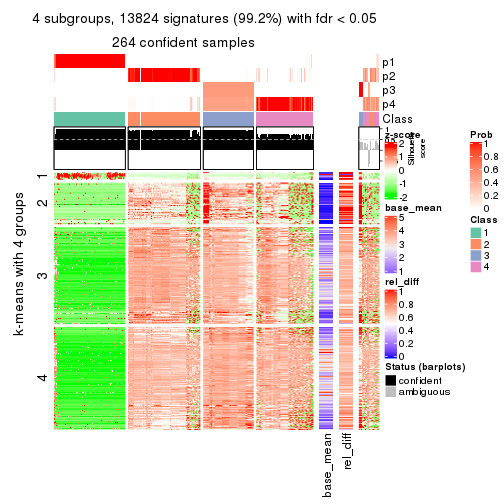 4 subgroups, 13824 signatures (99.2%) with fdr < 0.05
264 confident samples
p1
p2
p3
p4
Class
1
0
Silhouette
score
k-means with 4 groups
1
2
3
4
base_mean
rel_diff
z-score
2
1
0
-1
-2
base_mean
5
4
3
2
1
rel_diff
1
0.8
0.6
0.4
0.2
0
Status (barplots)
confident
ambiguous
Prob
1
0.8
0.6
0.4
0.2
0
Class
1
2
3
4